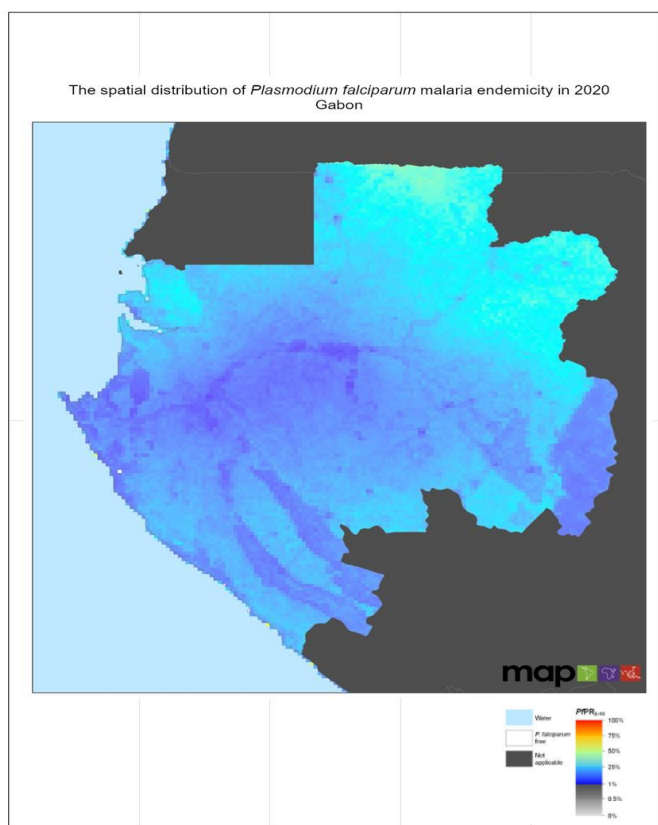 The spatial distribution of Plasmodium falciparum malaria endemicity in 2020
Gabon
map
Water
P. falciparum
free
Not
applicable
PfPR₂₋₁₀
100%
75%
50%
25%
1%
0.5%
0%